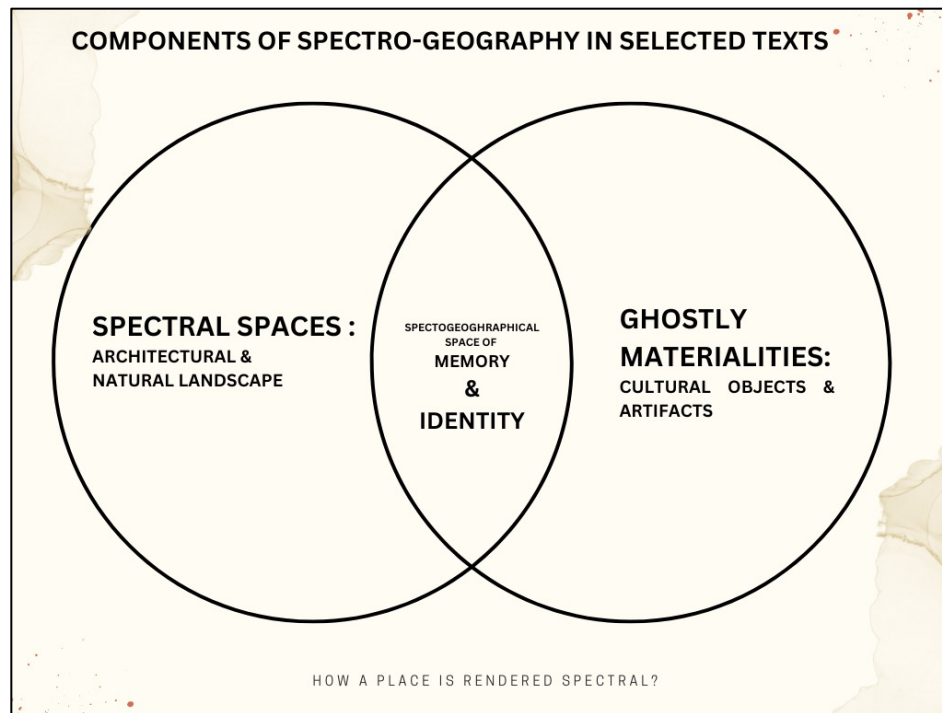 COMPONENTS OF SPECTRO-GEOGRAPHY IN SELECTED TEXTS
SPECTRAL SPACES :
ARCHITECTURAL &
NATURAL LANDSCAPE
SPECTOGEOGHRAPHICAL
SPACE OF
MEMORY
&
IDENTITY
GHOSTLY
MATERIALITIES:
CULTURAL OBJECTS &
ARTIFACTS
HOW A PLACE IS RENDERED SPECTRAL?